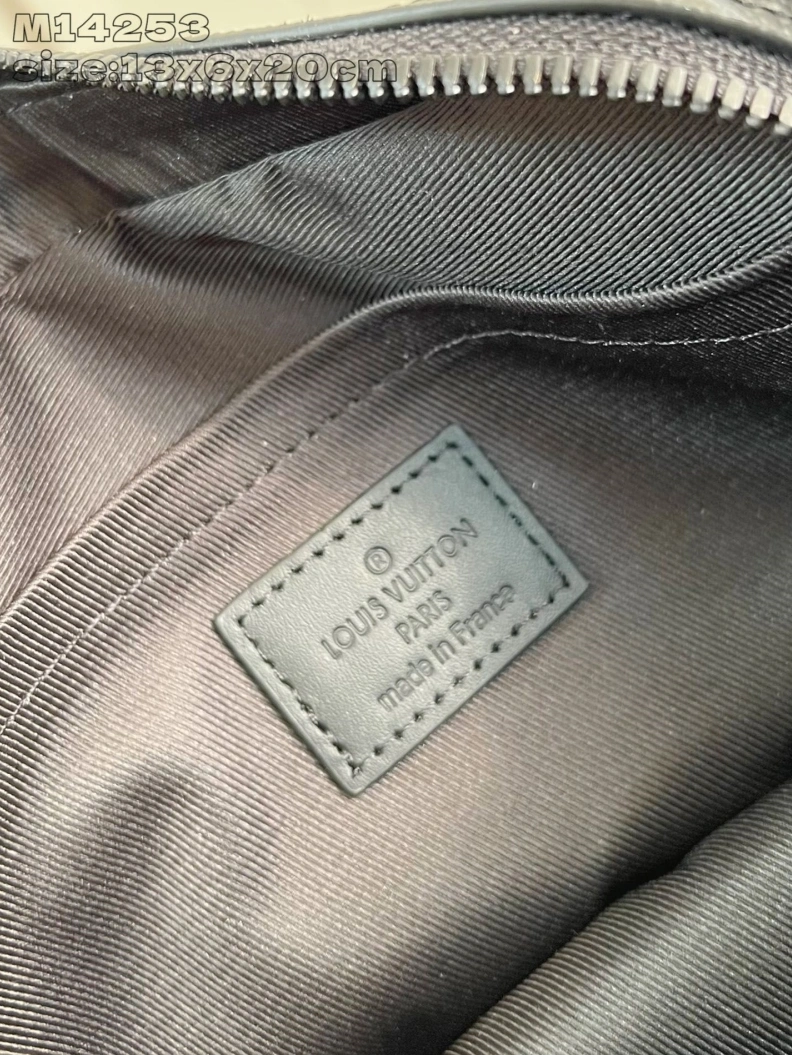 M14253
size:13x6x20cm
®
LOUIS VUITTON
PARIS
made in France